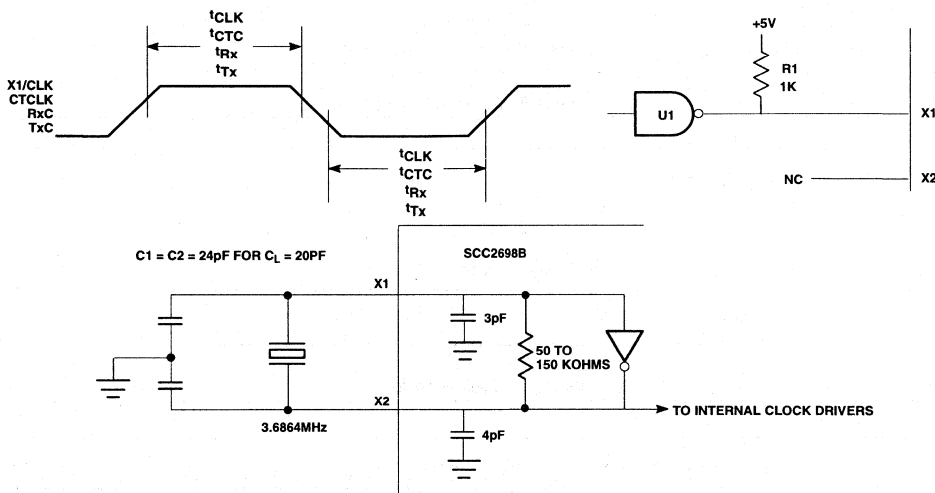 tCLK
tCTC
tRx
tTx
X1/CLK
CTCLK
RxC
TxC
tCLK
tCTC
tRx
tTx
+5V
R1
1K
U1
X1
NC
X2
C1 = C2 = 24pF FOR CL = 20PF
SCC2698B
X1
3pF
50 TO
150 KOHMS
X2
3.6864MHz
4pF
TO INTERNAL CLOCK DRIVERS